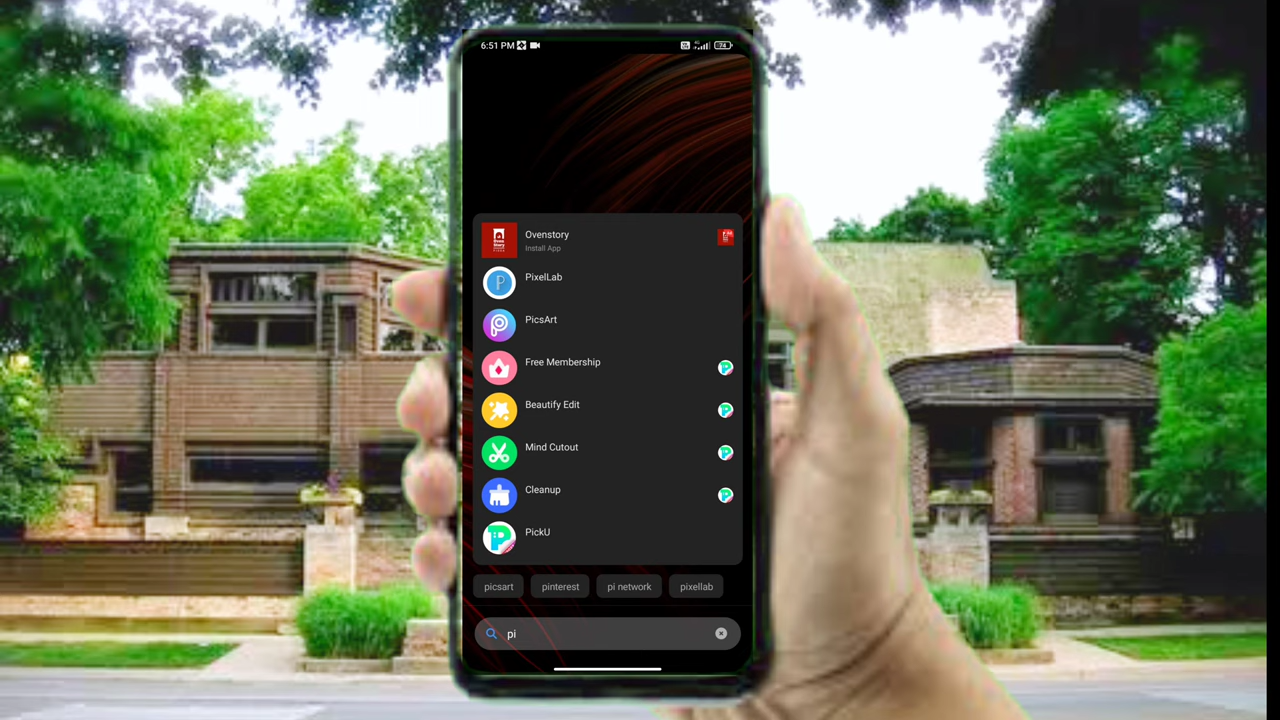 6:51 PM
74
Ovenstory
Install App
PixelLab
PicsArt
Free Membership
Beautify Edit
Mind Cutout
Cleanup
PickU
picsart
pinterest
pi network
pixellab
pi